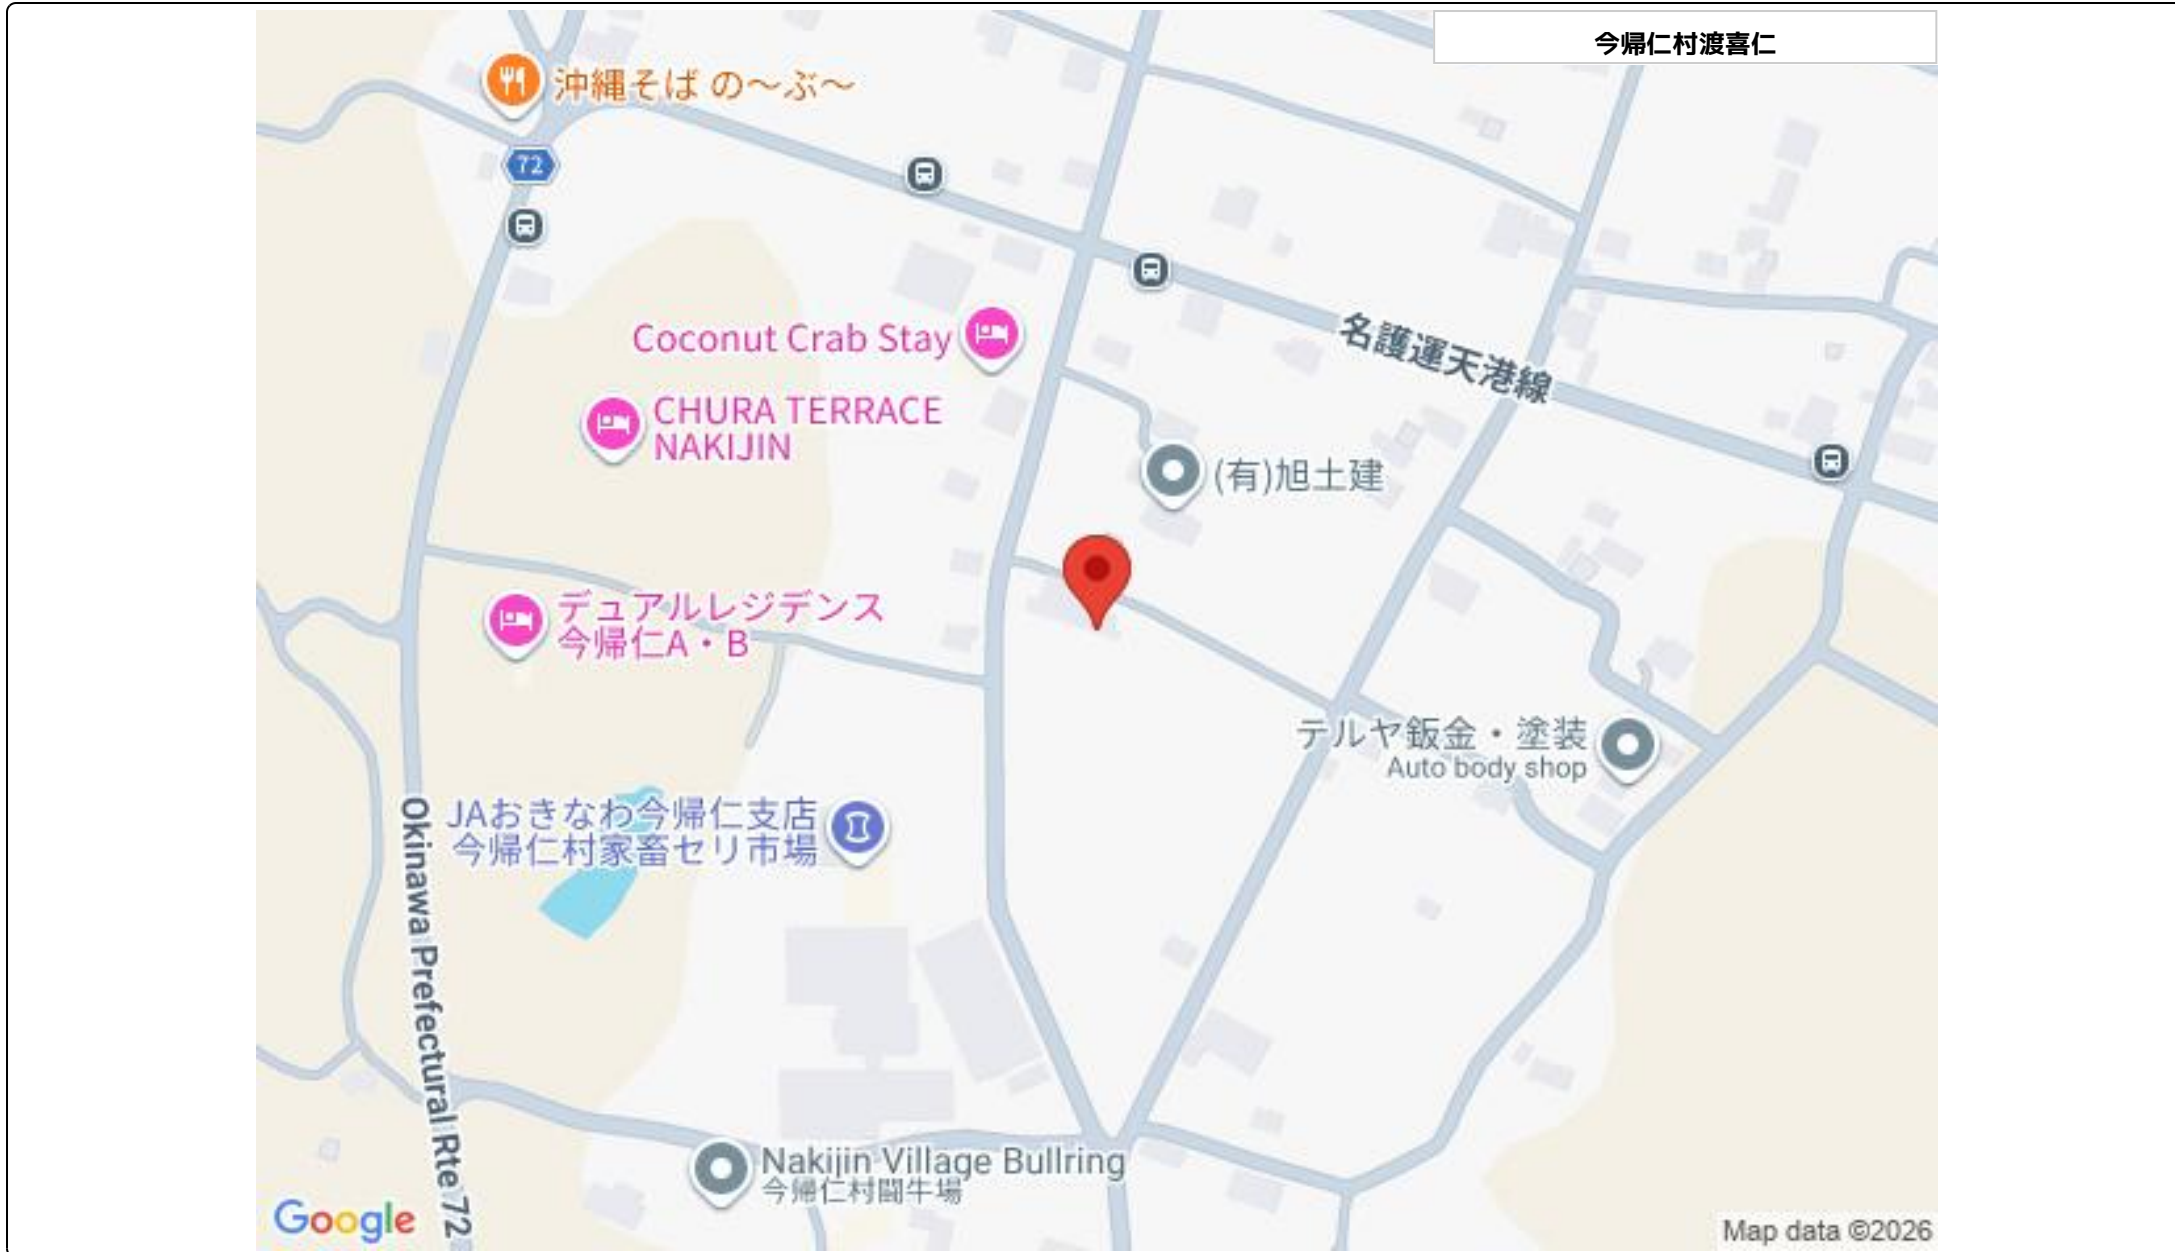 今帰仁村渡喜仁
沖縄そば の～ぶ～
72
Coconut Crab Stay
名護運天港線
CHURA TERRACE
NAKIJIN
(有)旭土建
デュアルレジデンス
今帰仁A・B
テルヤ鈑金・塗装
Auto body shop
JAおきなわ今帰仁支店
今帰仁村家畜セリ市場
Okinawa Prefectural Rte 72
Nakijin Village Bullring
今帰仁村闘牛場
Google
Map data ©2026